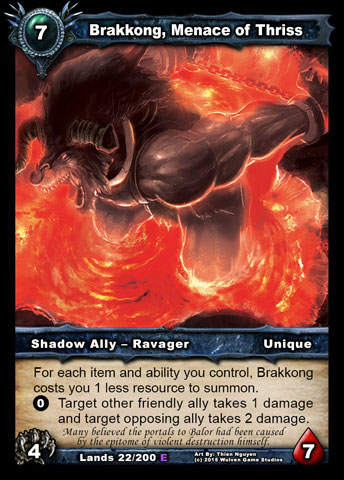 7
Brakkong, Menace of Thriss
Shadow Ally – Ravager Unique
For each item and ability you control, Brakkong
costs you 1 less resource to summon.
0 Target other friendly ally takes 1 damage
and target opposing ally takes 2 damage.
Many believed the portals to Balor had been caused
by the epitome of violent destruction himself.
4
Lands 22/200 E
Art By: Thien Nguyen
(c) 2015 Wulven Game Studios
7